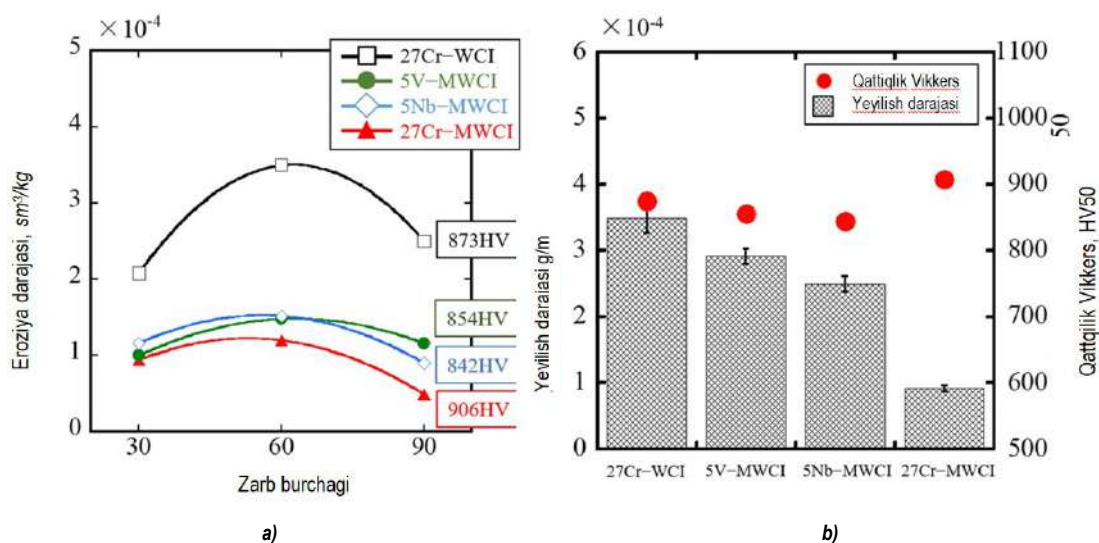 × 10⁻⁴
5
4
3
2
1
0
30
60
90
Eroziya darajasi, sm³/kg
Zarb burchagi
27Cr−WCI
5V−MWCI
5Nb−MWCI
27Cr−MWCI
873HV
854HV
842HV
906HV
a)
× 10⁻⁴
6
5
4
3
2
1
0
Yevilish daraiasi g/m
Qattiqlik Vikkers
Yeyilish darajasi
1100
1000
900
800
700
600
500
50
Qattqilik Vikkers, HV50
27Cr−WCI
5V−MWCI
5Nb−MWCI
27Cr−MWCI
b)